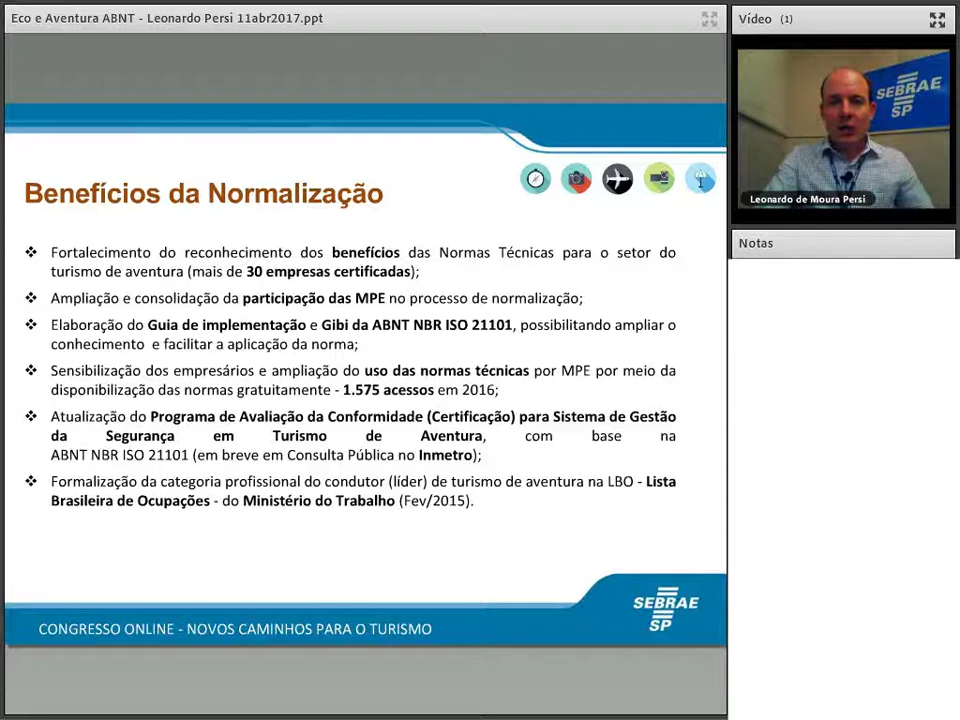 Eco e Aventura ABNT - Leonardo Persi 11abr2017.ppt
Vídeo (1)
SEBRAE
SP
Leonardo de Moura Persi
Notas
Benefícios da Normalização
❖ Fortalecimento do reconhecimento dos benefícios das Normas Técnicas para o setor do
turismo de aventura (mais de 30 empresas certificadas);
❖ Ampliação e consolidação da participação das MPE no processo de normalização;
❖ Elaboração do Guia de implementação e Gibi da ABNT NBR ISO 21101, possibilitando ampliar o
conhecimento e facilitar a aplicação da norma;
❖ Sensibilização dos empresários e ampliação do uso das normas técnicas por MPE por meio da
disponibilização das normas gratuitamente - 1.575 acessos em 2016;
❖ Atualização do Programa de Avaliação da Conformidade (Certificação) para Sistema de Gestão
da Segurança em Turismo de Aventura, com base na
ABNT NBR ISO 21101 (em breve em Consulta Pública no Inmetro);
❖ Formalização da categoria profissional do condutor (líder) de turismo de aventura na LBO - Lista
Brasileira de Ocupações - do Ministério do Trabalho (Fev/2015).
SEBRAE
SP
CONGRESSO ONLINE - NOVOS CAMINHOS PARA O TURISMO